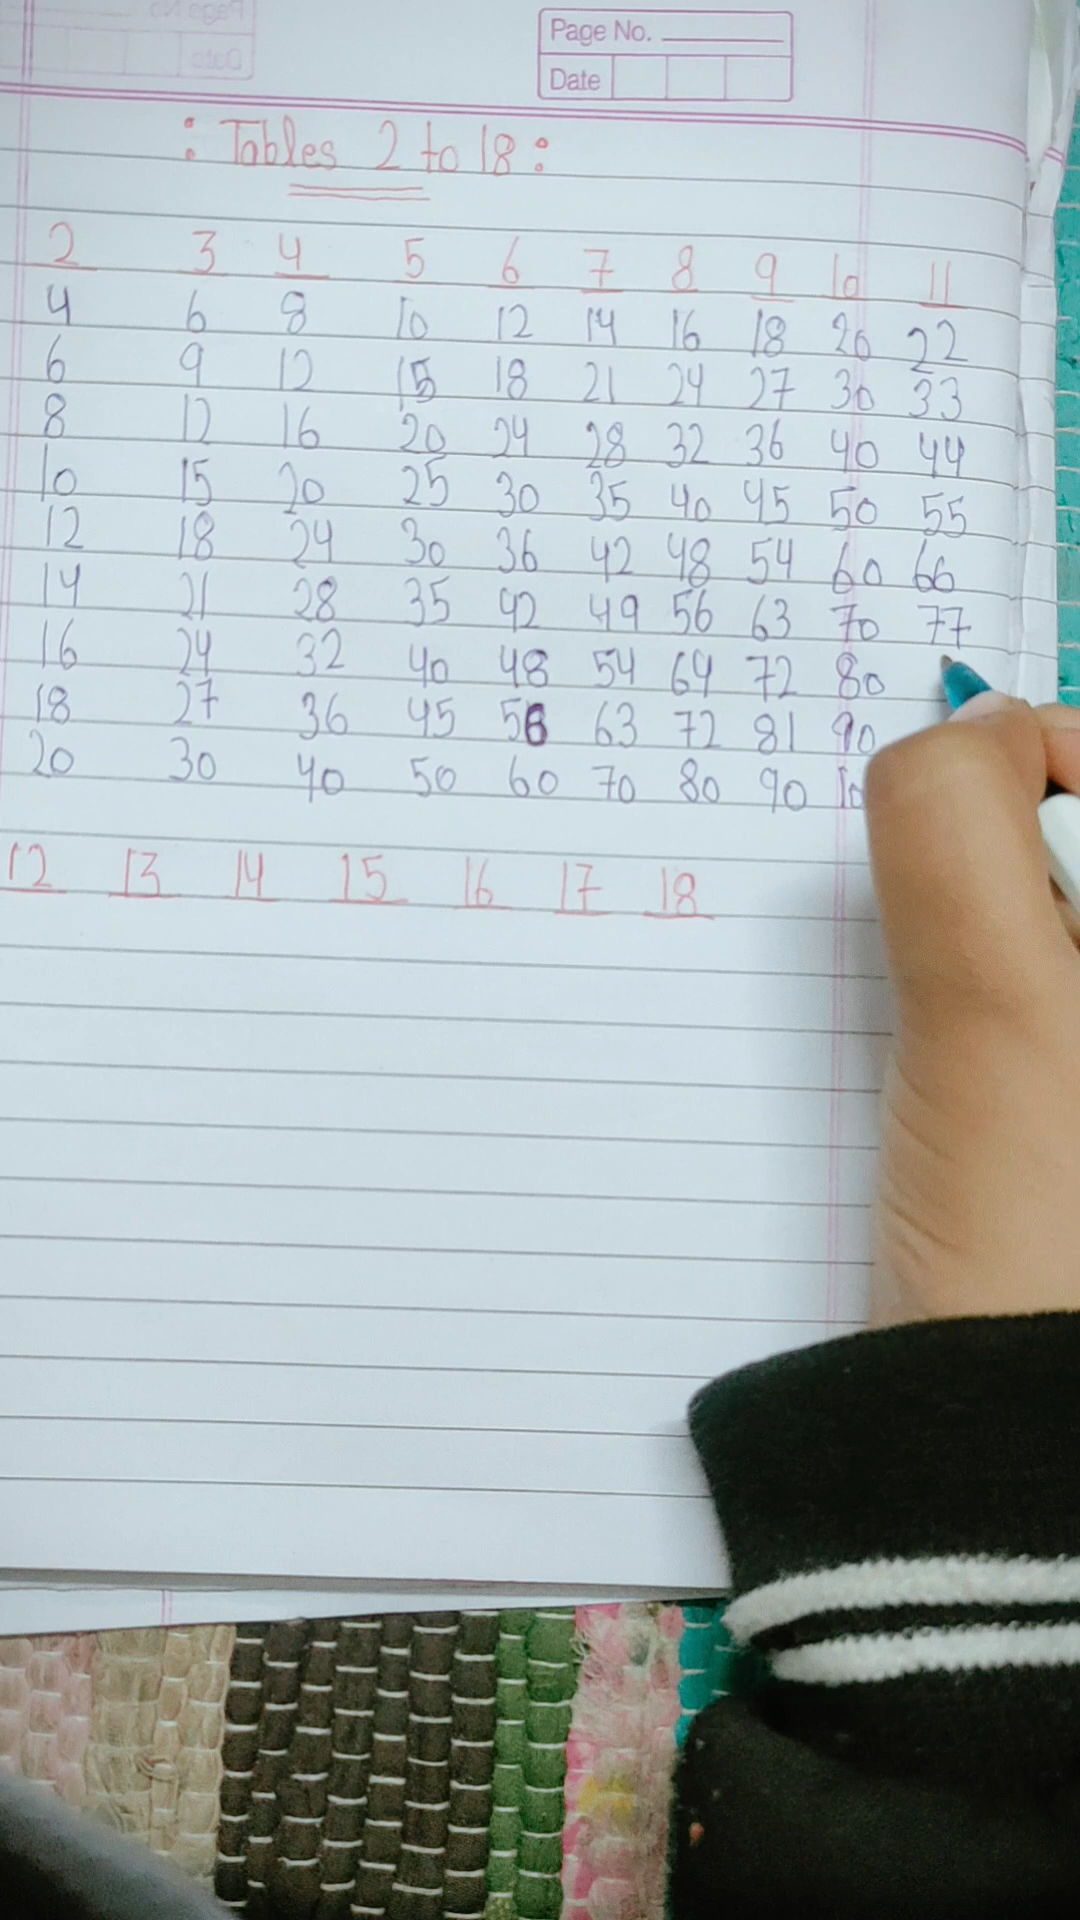 Page No.
Date
: Tables 2 to 18 :
2 3 4 5 6 7 8 9 10 11
4 6 8 10 12 14 16 18 20 22
6 9 12 15 18 21 24 27 30 33
8 12 16 20 24 28 32 36 40 44
10 15 20 25 30 35 40 45 50 55
12 18 24 30 36 42 48 54 60 66
14 21 28 35 42 49 56 63 70 77
16 24 32 40 48 54 64 72 80
18 27 36 45 56 63 72 81 90
20 30 40 50 60 70 80 90
12 13 14 15 16 17 18